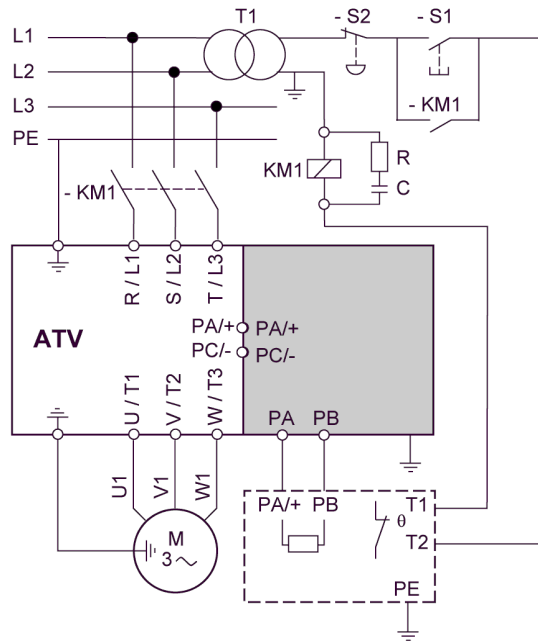 T1
- S2
- S1
L1
L2
L3
PE
- KM1
KM1
R
C
- KM1
R / L1
S / L2
T / L3
ATV
PA/+
PA/+
PC/-
PC/-
U / T1
V / T2
W / T3
PA
PB
U1
V1
W1
PA/+
PB
θ
T1
T2
M
3 ~
PE